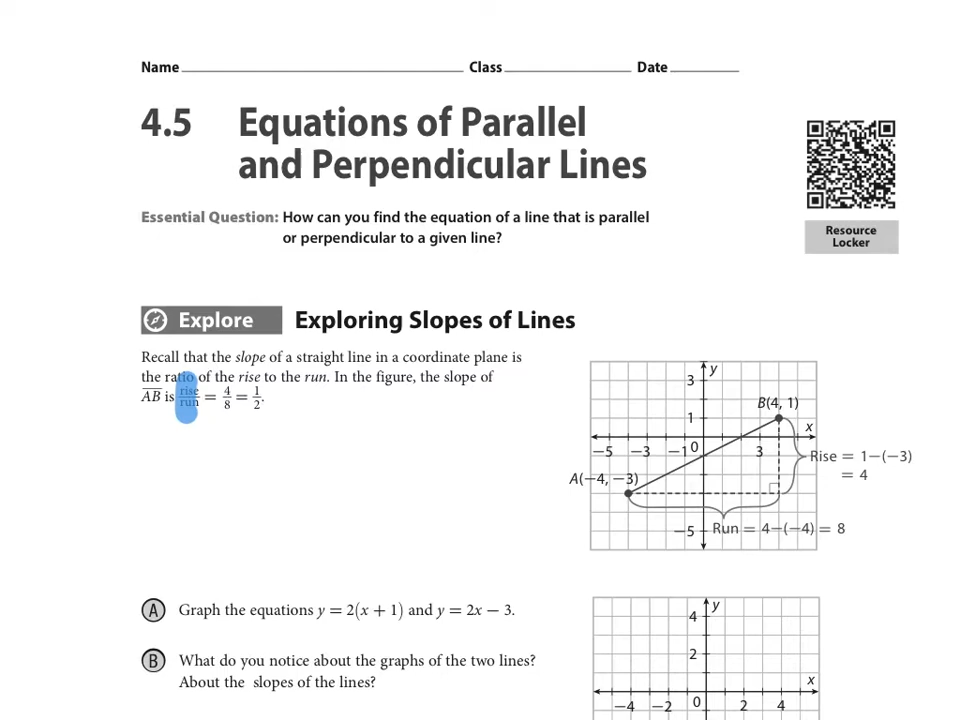 Name Class Date
4.5 Equations of Parallel
and Perpendicular Lines
Essential Question: How can you find the equation of a line that is parallel
or perpendicular to a given line?
Resource
Locker
Explore Exploring Slopes of Lines
Recall that the slope of a straight line in a coordinate plane is
the ratio of the rise to the run. In the figure, the slope of
AB is rise/run = 4/8 = 1/2.
y
3
B(4, 1)
1
x
−5 −3 −1 0 3
Rise = 1−(−3)
= 4
A(−4, −3)
−5 Run = 4−(−4) = 8
A Graph the equations y = 2(x + 1) and y = 2x − 3.
B What do you notice about the graphs of the two lines?
About the slopes of the lines?
y
4
2
x
−4 −2 0 2 4